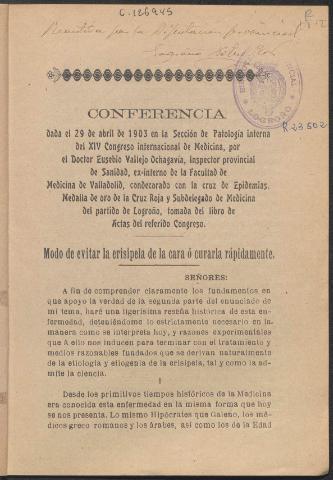 C. 126945
Remitida por la Diputación provincial
R. 23.502
LOGROÑO
CONFERENCIA
dada el 29 de abril de 1903 en la Sección de Patología interna
del XIV Congreso internacional de Medicina, por
el Doctor Eusebio Vallejo Ochagavía, Inspector provincial
de Sanidad, ex-interno de la Facultad de
Medicina de Valladolid, condecorado con la cruz de Epidemias.
Medalla de oro de la Cruz Roja y Subdelegado de Medicina
del partido de Logroño, tomada del libro de
Actas del referido Congreso.
Modo de evitar la erisipela de la cara ó curarla rápidamente.
SEÑORES:
A fin de comprender claramente los fundamentos en
que apoyo la verdad de la segunda parte del enunciado de
mi tema, haré una ligerísima reseña histórica de esta en-
fermedad, deteniéndome lo estrictamente necesario en la
manera como se interpreta hoy, y razones experimentales
que A ello nos inducen para terminar con el tratamiento y
medios razonables fundados que se derivan naturalmente
de la etiología y etiogenia de la erisipela, tal y como la ad-
mite la ciencia.
I
Desde los primitivos tiempos históricos de la Medicina
era conocida esta enfermedad en la misma forma que hoy
se nos presenta. Lo mismo Hipócrates que Galeno, los mé-
dicos greco romanos y los árabes, así como los de la Edad